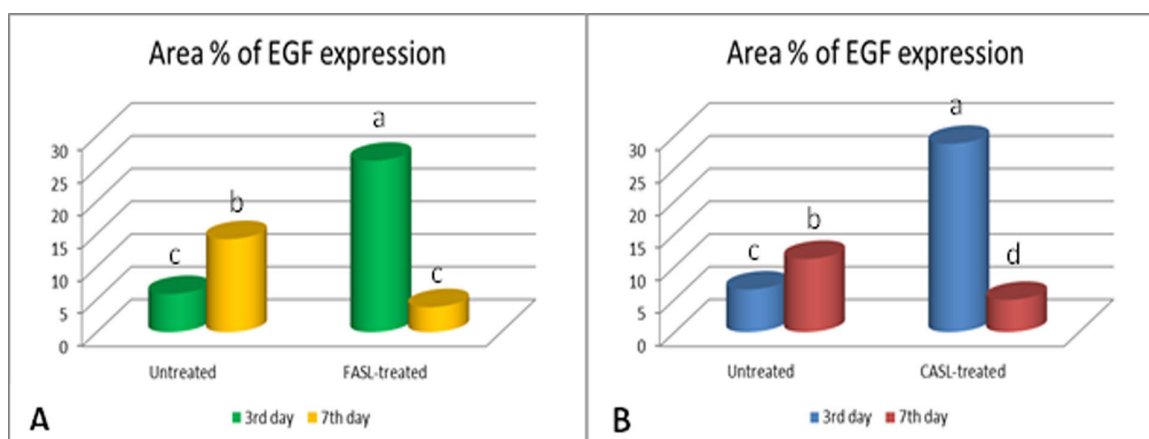 Area % of EGF expression
a
b
c
c
30
25
20
15
10
5
0
Untreated
FASL-treated
3rd day
7th day
A
Area % of EGF expression
a
b
c
d
30
25
20
15
10
5
0
Untreated
CASL-treated
3rd day
7th day
B